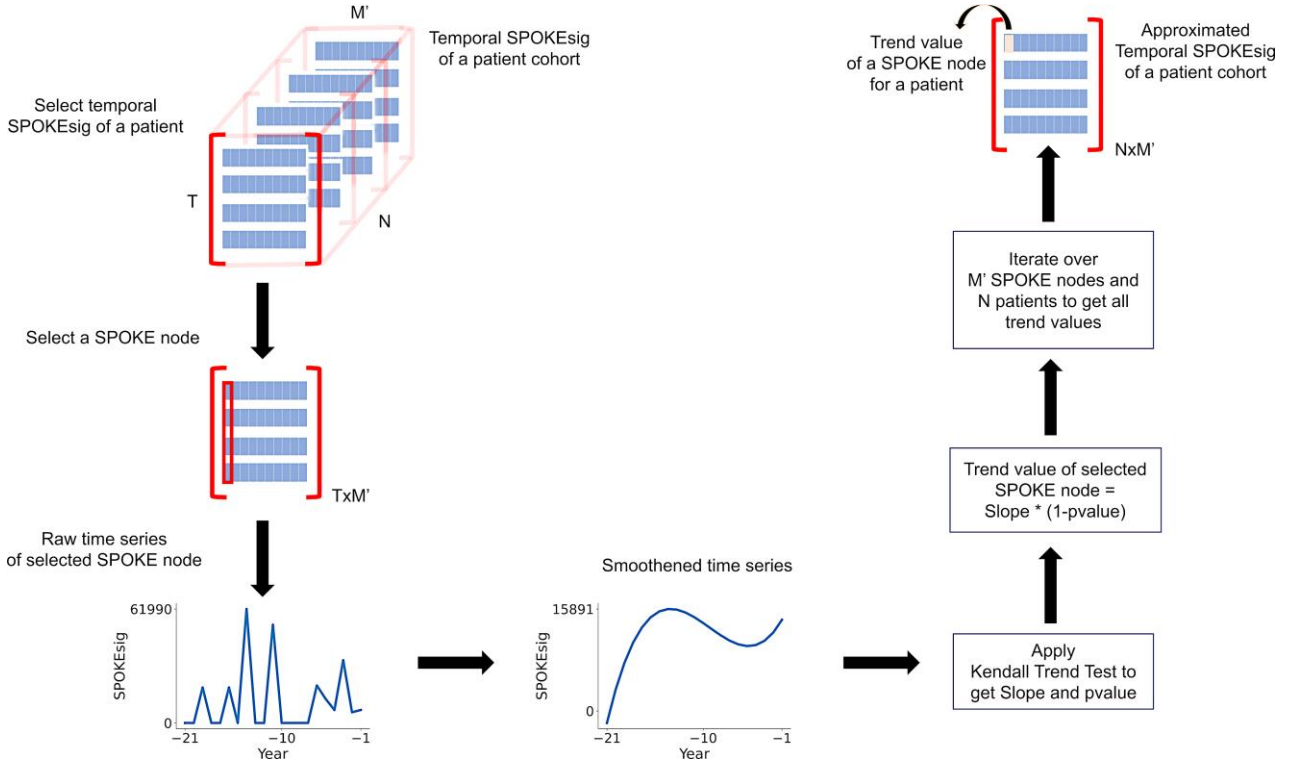 M’
Temporal SPOKEsig
of a patient cohort
Select temporal
SPOKEsig of a patient
T
N
Select a SPOKE node
TxM’
Raw time series
of selected SPOKE node
61990
SPOKEsig
0
−21
−10
−1
Year
Smoothened time series
15891
SPOKEsig
0
−21
−10
−1
Year
Apply
Kendall Trend Test to
get Slope and pvalue
Trend value of selected
SPOKE node =
Slope * (1-pvalue)
Iterate over
M’ SPOKE nodes and
N patients to get all
trend values
Trend value
of a SPOKE node
for a patient
Approximated
Temporal SPOKEsig
of a patient cohort
NxM’